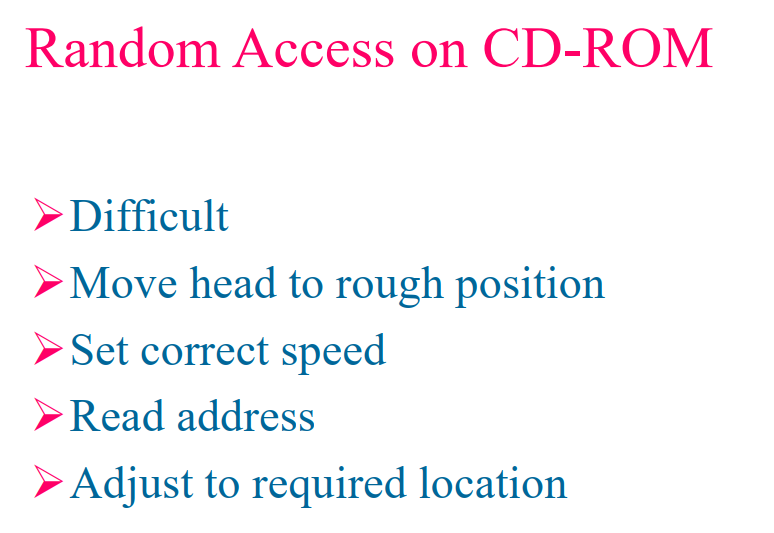 Random Access on CD-ROM
➢Difficult
➢Move head to rough position
➢Set correct speed
➢Read address
➢Adjust to required location